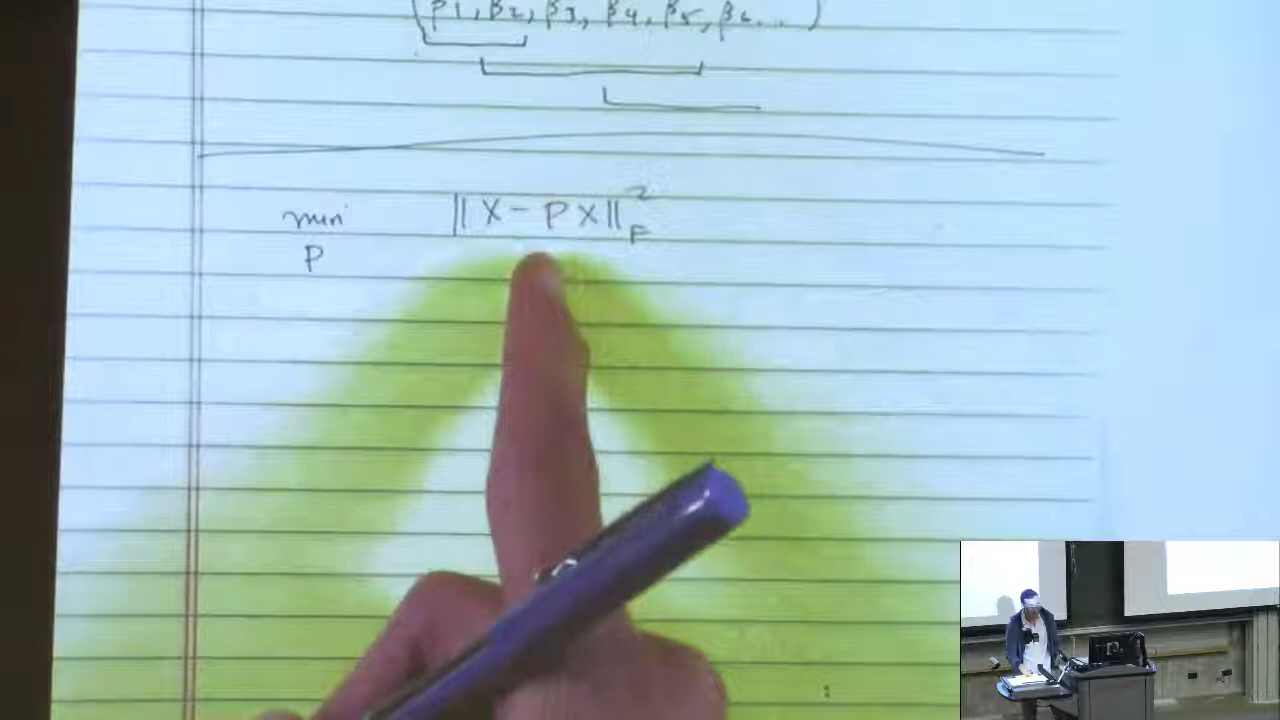 (β1, β2, β3, β4, β5, β6... )
min ‖X - PX‖²_F
P